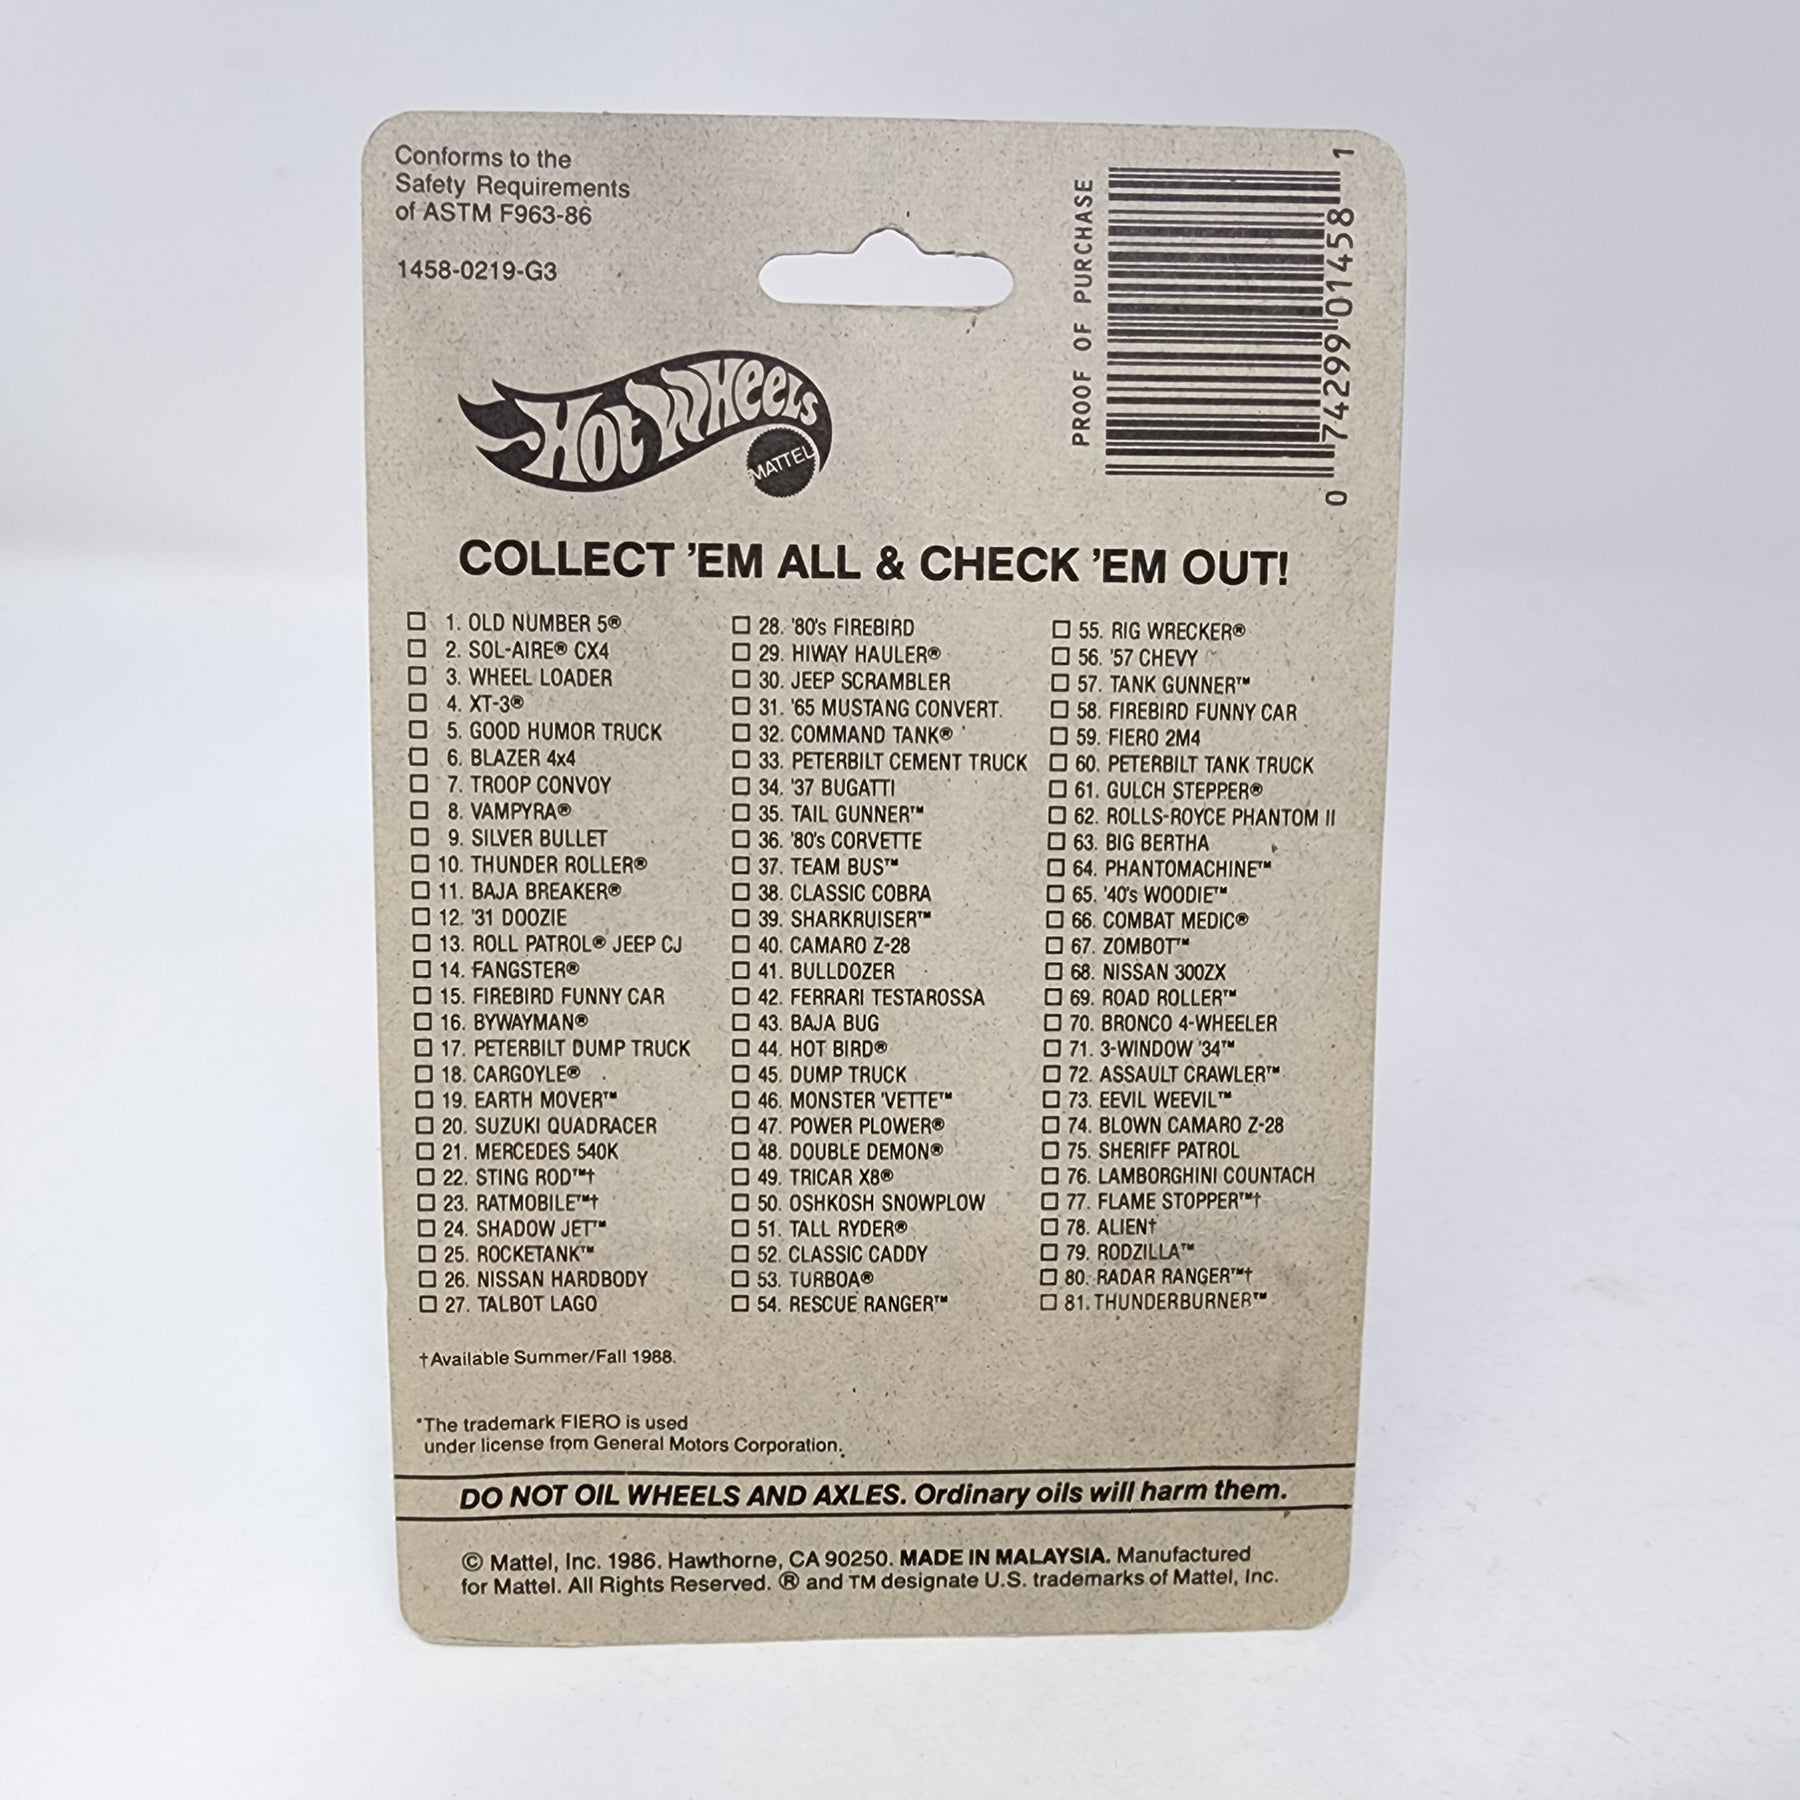 Conforms to the
Safety Requirements
of ASTM F963-86
1458-0219-G3
PROOF OF PURCHASE
0 74299 01458 1
HOT WHEELS
MATTEL
COLLECT 'EM ALL & CHECK 'EM OUT!
1. OLD NUMBER 5®
2. SOL-AIRE® CX4
3. WHEEL LOADER
4. XT-3®
5. GOOD HUMOR TRUCK
6. BLAZER 4x4
7. TROOP CONVOY
8. VAMPYRA®
9. SILVER BULLET
10. THUNDER ROLLER®
11. BAJA BREAKER®
12. '31 DOOZIE
13. ROLL PATROL® JEEP CJ
14. FANGSTER®
15. FIREBIRD FUNNY CAR
16. BYWAYMAN®
17. PETERBILT DUMP TRUCK
18. CARGOYLE®
19. EARTH MOVER™
20. SUZUKI QUADRACER
21. MERCEDES 540K
22. STING ROD™†
23. RATMOBILE™†
24. SHADOW JET™
25. ROCKETANK™
26. NISSAN HARDBODY
27. TALBOT LAGO
28. '80's FIREBIRD
29. HIWAY HAULER®
30. JEEP SCRAMBLER
31. '65 MUSTANG CONVERT.
32. COMMAND TANK®
33. PETERBILT CEMENT TRUCK
34. '37 BUGATTI
35. TAIL GUNNER™
36. '80's CORVETTE
37. TEAM BUS™
38. CLASSIC COBRA
39. SHARKRUISER™
40. CAMARO Z-28
41. BULLDOZER
42. FERRARI TESTAROSSA
43. BAJA BUG
44. HOT BIRD®
45. DUMP TRUCK
46. MONSTER 'VETTE™
47. POWER PLOWER®
48. DOUBLE DEMON®
49. TRICAR X8®
50. OSHKOSH SNOWPLOW
51. TALL RYDER®
52. CLASSIC CADDY
53. TURBOA®
54. RESCUE RANGER™
55. RIG WRECKER®
56. '57 CHEVY
57. TANK GUNNER™
58. FIREBIRD FUNNY CAR
59. FIERO 2M4
60. PETERBILT TANK TRUCK
61. GULCH STEPPER®
62. ROLLS-ROYCE PHANTOM II
63. BIG BERTHA
64. PHANTOMACHINE™
65. '40's WOODIE™
66. COMBAT MEDIC®
67. ZOMBOT™
68. NISSAN 300ZX
69. ROAD ROLLER™
70. BRONCO 4-WHEELER
71. 3-WINDOW '34™
72. ASSAULT CRAWLER™
73. EEVIL WEEVIL™
74. BLOWN CAMARO Z-28
75. SHERIFF PATROL
76. LAMBORGHINI COUNTACH
77. FLAME STOPPER™†
78. ALIEN†
79. RODZILLA™
80. RADAR RANGER™†
81. THUNDERBURNER™
†Available Summer/Fall 1988.
*The trademark FIERO is used
under license from General Motors Corporation.
DO NOT OIL WHEELS AND AXLES. Ordinary oils will harm them.
© Mattel, Inc. 1986. Hawthorne, CA 90250. MADE IN MALAYSIA. Manufactured
for Mattel. All Rights Reserved. ® and TM designate U.S. trademarks of Mattel, Inc.